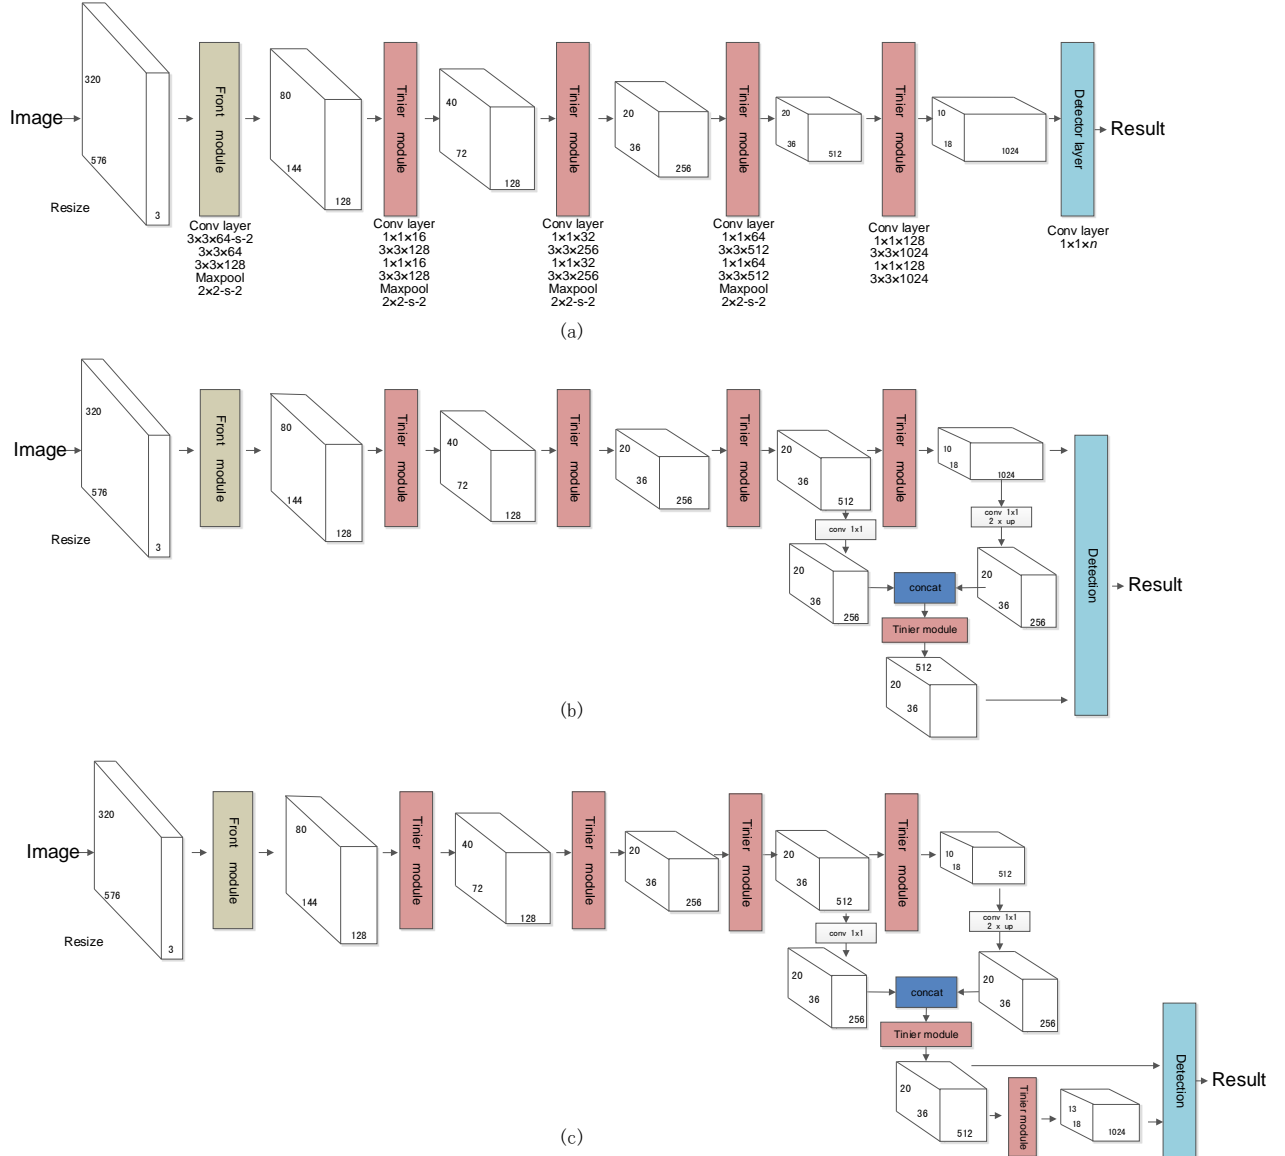 Image
320
576
3
Resize
Front module
Conv layer
3×3×64-s-2
3×3×64
3×3×128
Maxpool
2×2-s-2
80
144
128
Tinier module
Conv layer
1×1×16
3×3×128
1×1×16
3×3×128
Maxpool
2×2-s-2
40
72
128
Tinier module
Conv layer
1×1×32
3×3×256
1×1×32
3×3×256
Maxpool
2×2-s-2
20
36
256
Tinier module
Conv layer
1×1×64
3×3×512
1×1×64
3×3×512
Maxpool
2×2-s-2
20
36
512
Tinier module
Conv layer
1×1×128
3×3×1024
1×1×128
3×3×1024
10
18
1024
Detector layer
Conv layer
1×1×n
Result
(a)
Image
320
576
3
Resize
Front module
80
144
128
Tinier module
40
72
128
Tinier module
20
36
256
Tinier module
20
36
512
Tinier module
10
18
1024
conv 1x1
conv 1x1
2 x up
20
36
256
concat
20
36
256
Tinier module
512
20
36
Detection
Result
(b)
Image
320
576
3
Resize
Front module
80
144
128
Tinier module
40
72
128
Tinier module
20
36
256
Tinier module
20
36
512
Tinier module
10
18
512
conv 1x1
conv 1x1
2 x up
20
36
256
concat
20
36
256
Tinier module
20
36
512
Tinier module
13
18
1024
Detection
Result
(c)